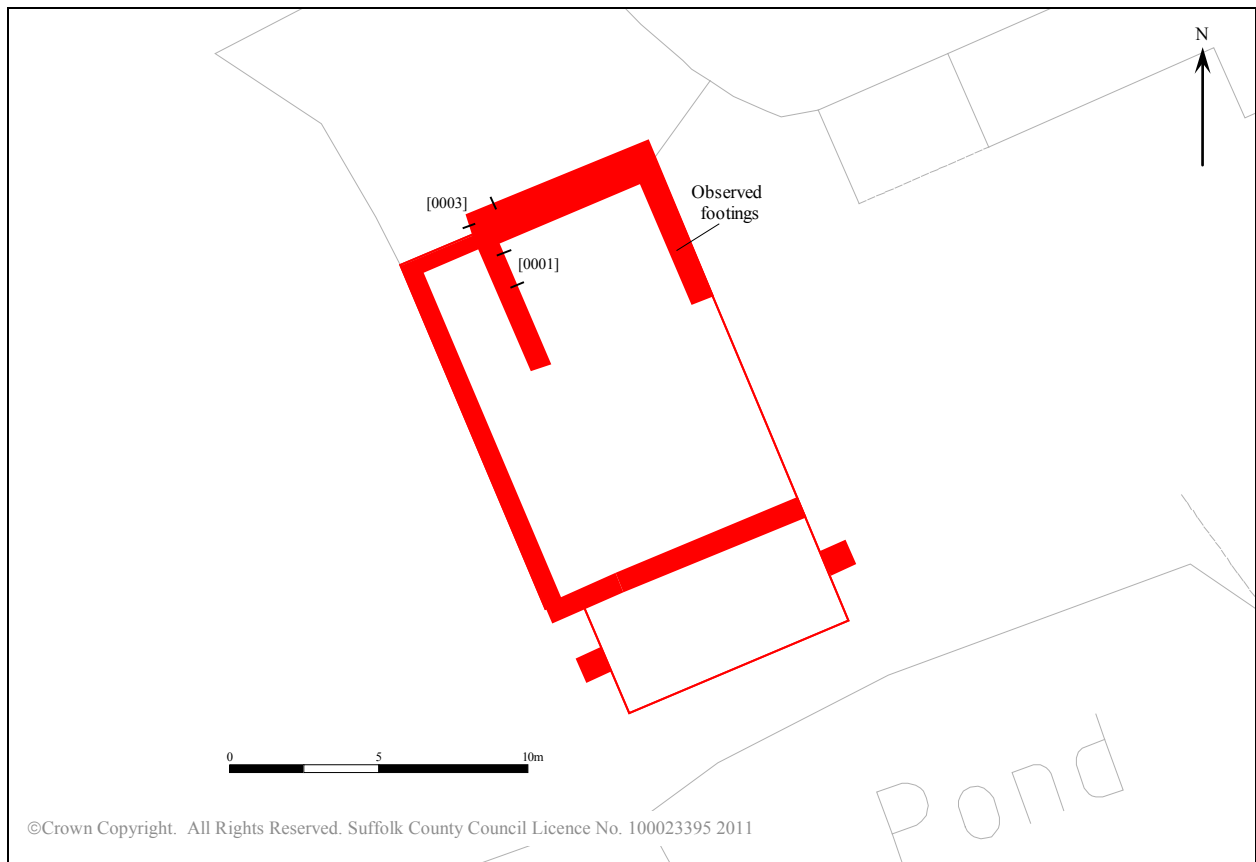 N
Observed
footings
[0003]
[0001]
0 5 10m
Pond
©Crown Copyright. All Rights Reserved. Suffolk County Council Licence No. 100023395 2011